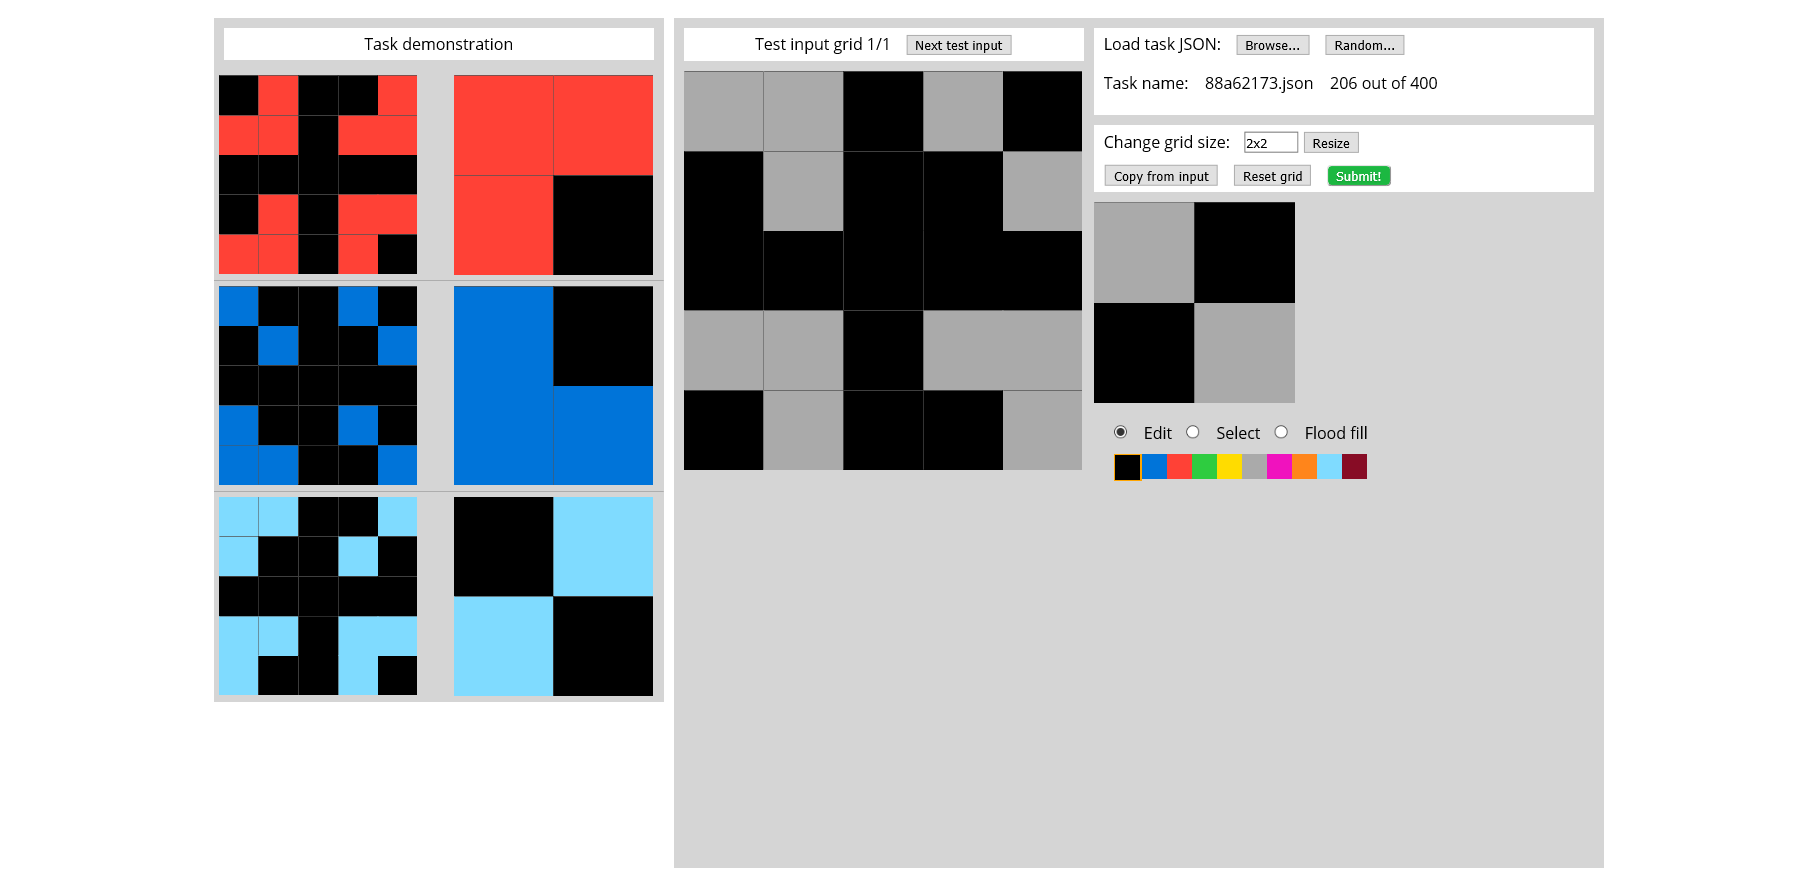 Task demonstration
Test input grid 1/1 Next test input
Load task JSON: Browse... Random...
Task name: 88a62173.json 206 out of 400
Change grid size: 2x2 Resize
Copy from input Reset grid Submit!
Edit Select Flood fill